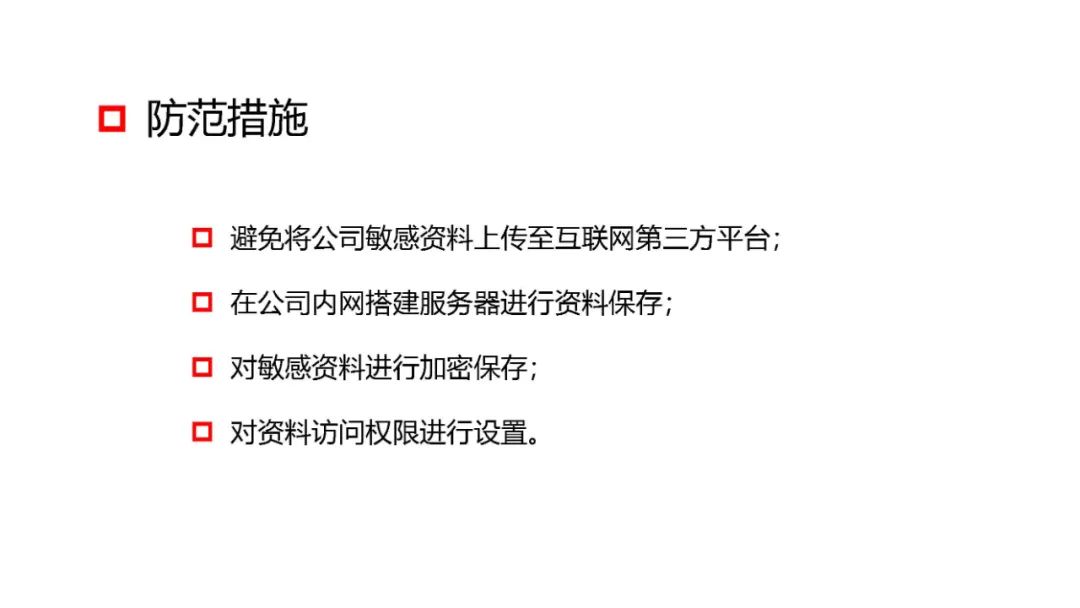 防范措施
避免将公司敏感资料上传至互联网第三方平台；
在公司内网搭建服务器进行资料保存；
对敏感资料进行加密保存；
对资料访问权限进行设置。